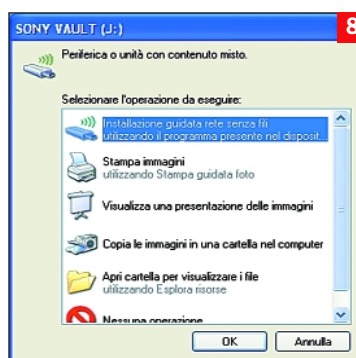 SONY VAULT (J:)
8
Periferica o unità con contenuto misto.
Selezionare l'operazione da eseguire:
Installazione guidata rete senza fili
utilizzando il programma presente nel disposit...
Stampa immagini
utilizzando Stampa guidata foto
Visualizza una presentazione delle immagini
Copia le immagini in una cartella nel computer
Apri cartella per visualizzare i file
utilizzando Esplora risorse
Nessuna operazione
OK
Annulla